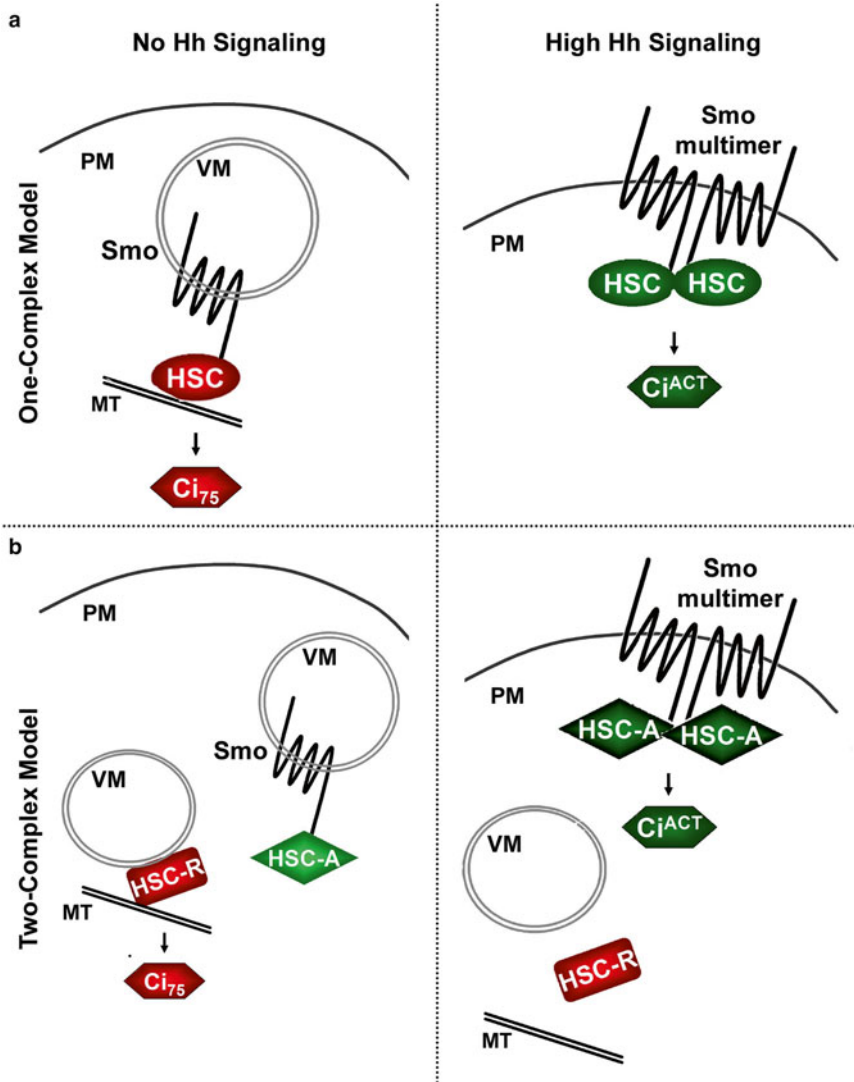 a
No Hh Signaling
High Hh Signaling
One-Complex Model
PM
VM
Smo
HSC
MT
Ci75
Smo
multimer
PM
HSC
HSC
CiACT
b
Two-Complex Model
PM
VM
Smo
VM
HSC-A
HSC-R
MT
Ci75
Smo
multimer
PM
HSC-A
HSC-A
CiACT
VM
HSC-R
MT